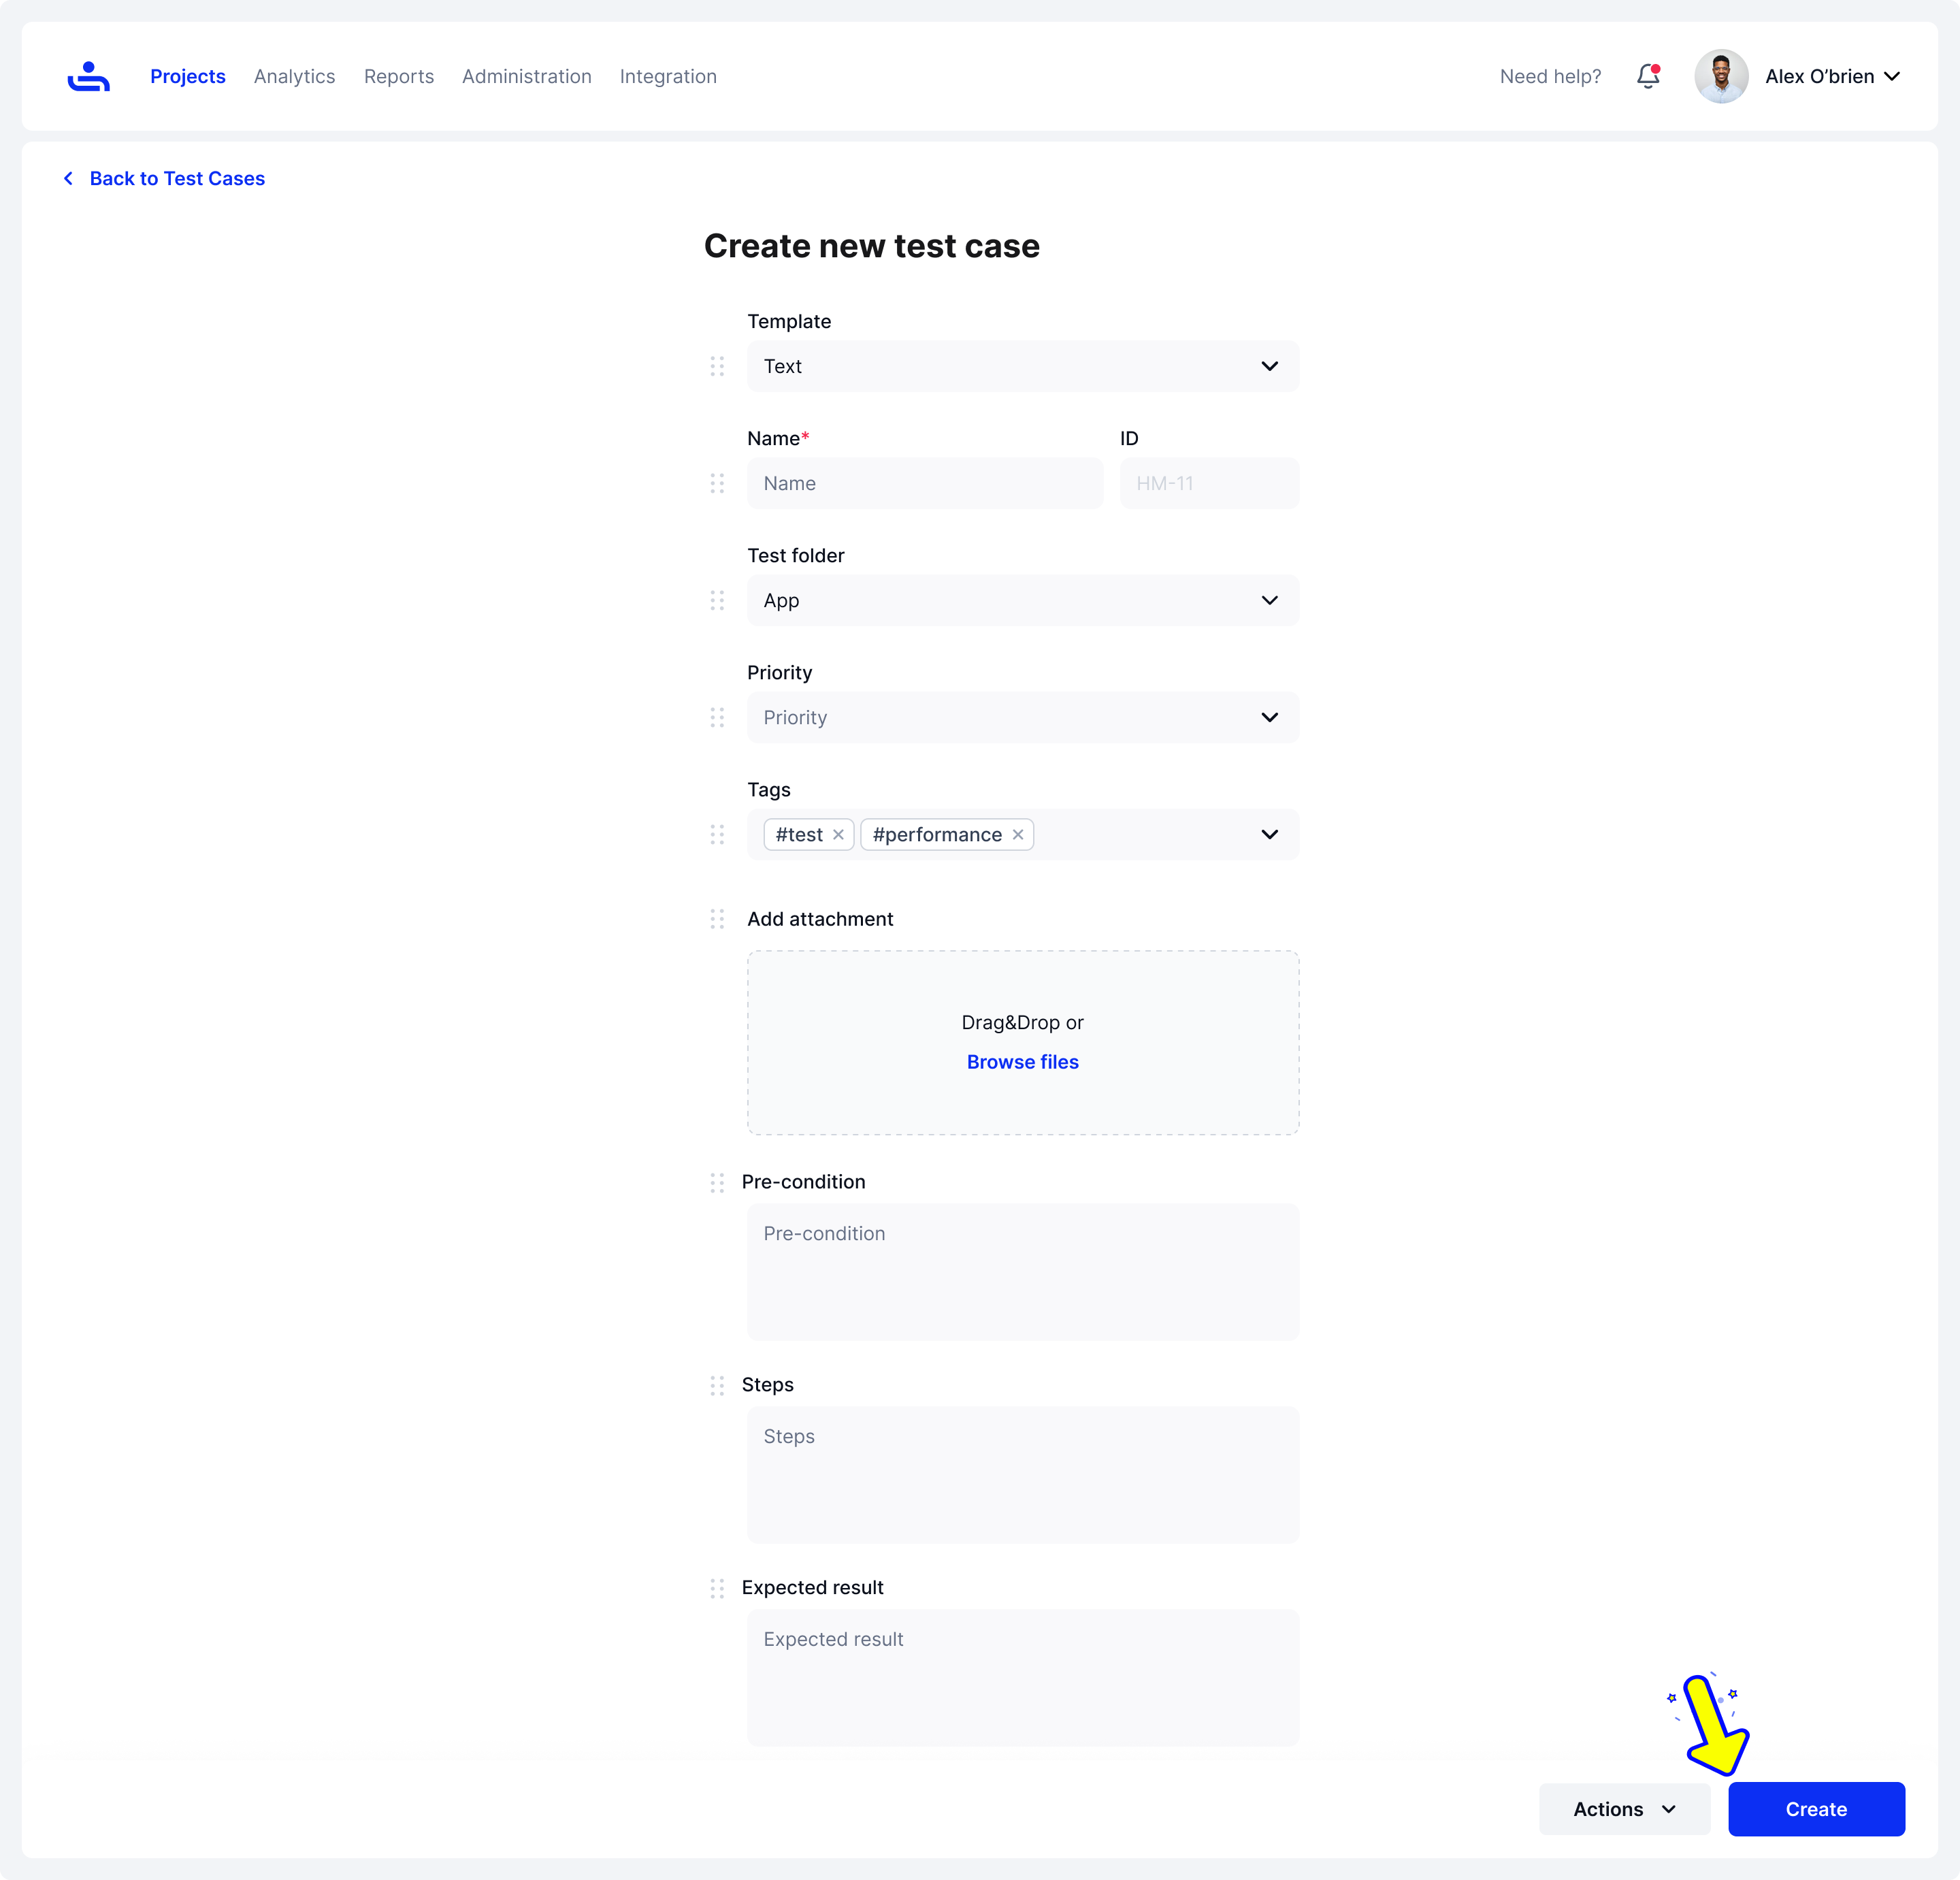 Projects Analytics Reports Administration Integration Need help? Alex O’brien
Back to Test Cases
Create new test case
Template
Text
Name* ID
Name HM-11
Test folder
App
Priority
Priority
Tags
#test #performance
Add attachment
Drag&Drop or
Browse files
Pre-condition
Pre-condition
Steps
Steps
Expected result
Expected result
Actions Create